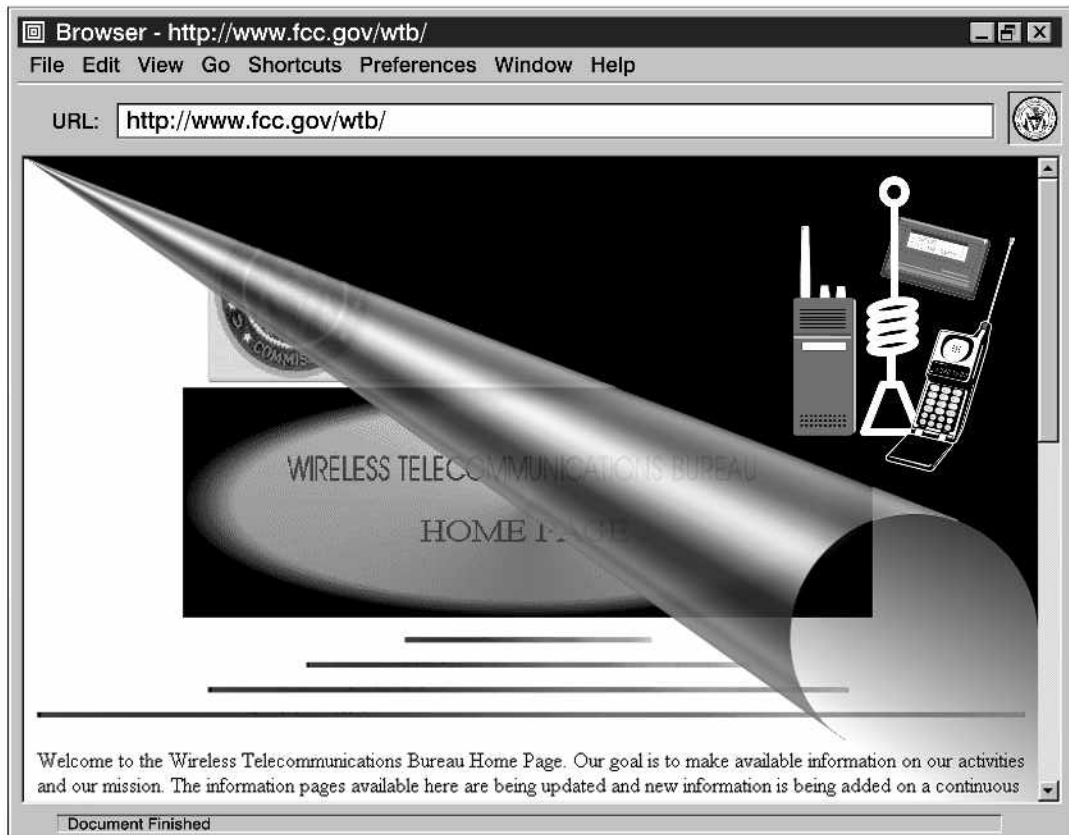 Browser - http://www.fcc.gov/wtb/
File Edit View Go Shortcuts Preferences Window Help
URL: http://www.fcc.gov/wtb/
COMMIS
WIRELESS TELECOMMUNICATIONS BUREAU
HOME PAGE
Welcome to the Wireless Telecommunications Bureau Home Page. Our goal is to make available information on our activities
and our mission. The information pages available here are being updated and new information is being added on a continuous
Document Finished